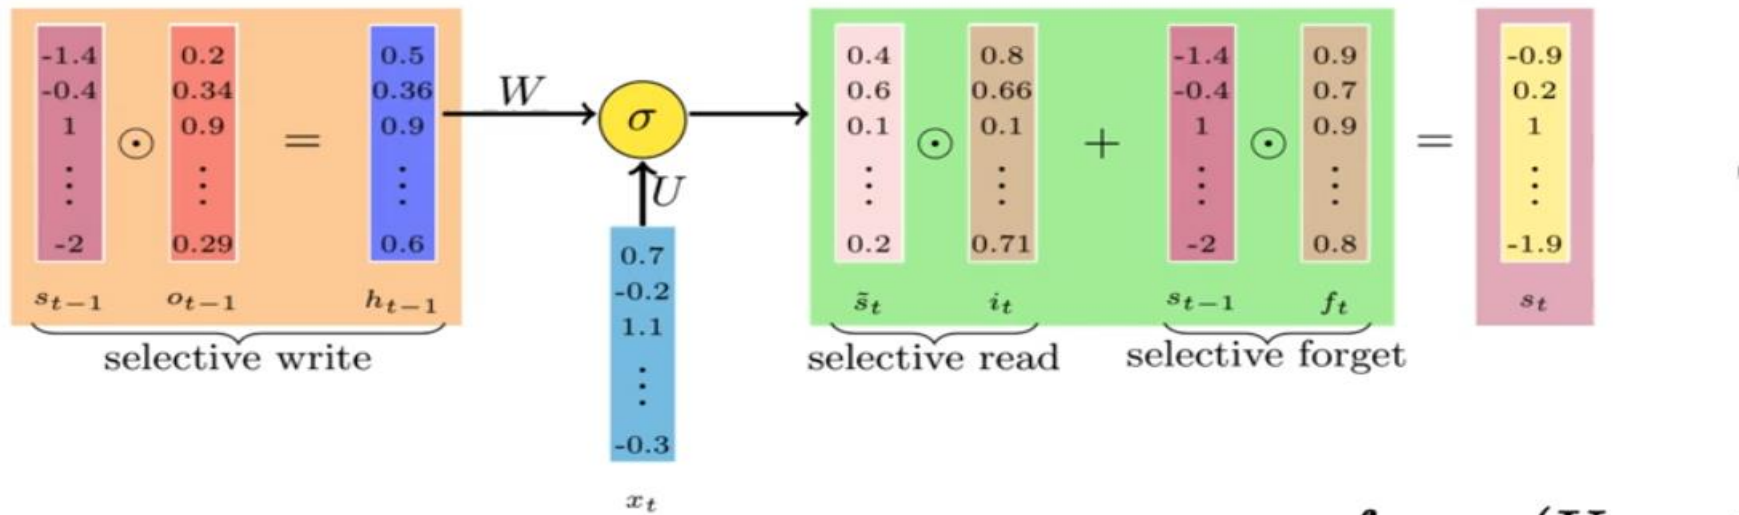 -1.4 0.2 0.5 0.4 0.8 -1.4 0.9 -0.9
-0.4 0.34 0.36 W 0.6 0.66 -0.4 0.7 0.2
1 ⊙ 0.9 = 0.9 σ 0.1 ⊙ 0.1 + 1 ⊙ 0.9 = 1
⋮ ⋮ ⋮ U ⋮ ⋮ ⋮ ⋮ ⋮
-2 0.29 0.6 0.2 0.71 -2 0.8 -1.9
s_{t−1} o_{t−1} h_{t−1} s̃_t i_t s_{t−1} f_t s_t
selective write selective read selective forget
0.7
-0.2
1.1
⋮
-0.3
x_t